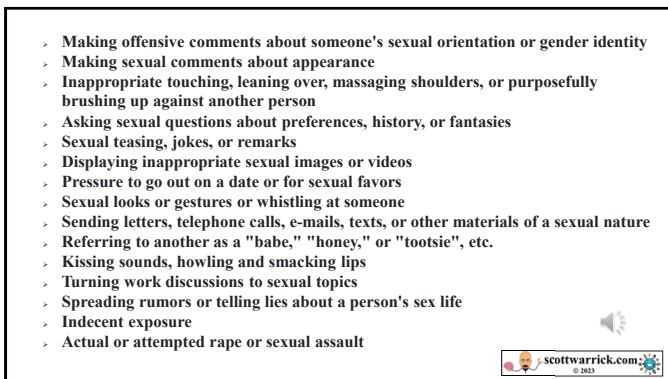 ➢ Making offensive comments about someone's sexual orientation or gender identity
➢ Making sexual comments about appearance
➢ Inappropriate touching, leaning over, massaging shoulders, or purposefully
brushing up against another person
➢ Asking sexual questions about preferences, history, or fantasies
➢ Sexual teasing, jokes, or remarks
➢ Displaying inappropriate sexual images or videos
➢ Pressure to go out on a date or for sexual favors
➢ Sexual looks or gestures or whistling at someone
➢ Sending letters, telephone calls, e-mails, texts, or other materials of a sexual nature
➢ Referring to another as a "babe," "honey," or "tootsie", etc.
➢ Kissing sounds, howling and smacking lips
➢ Turning work discussions to sexual topics
➢ Spreading rumors or telling lies about a person's sex life
➢ Indecent exposure
➢ Actual or attempted rape or sexual assault
scottwarrick.com
© 2023